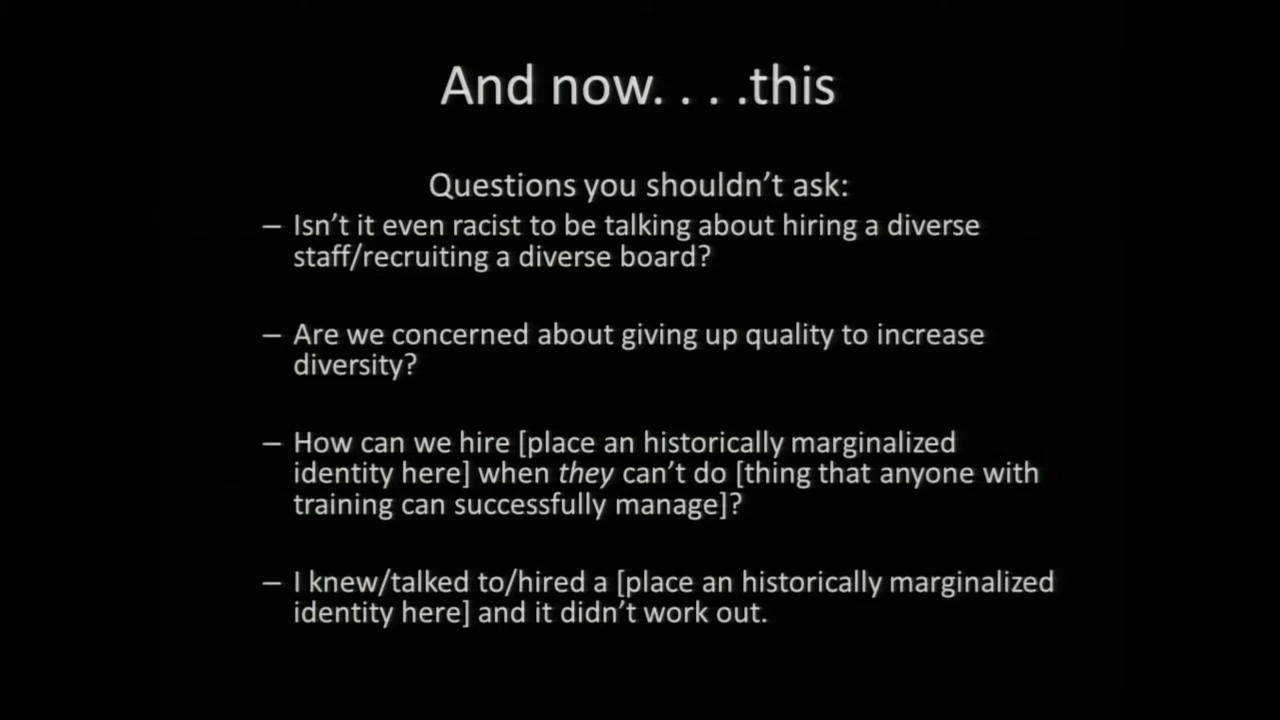 And now. . . .this
Questions you shouldn’t ask:
– Isn’t it even racist to be talking about hiring a diverse
staff/recruiting a diverse board?
– Are we concerned about giving up quality to increase
diversity?
– How can we hire [place an historically marginalized
identity here] when they can’t do [thing that anyone with
training can successfully manage]?
– I knew/talked to/hired a [place an historically marginalized
identity here] and it didn’t work out.